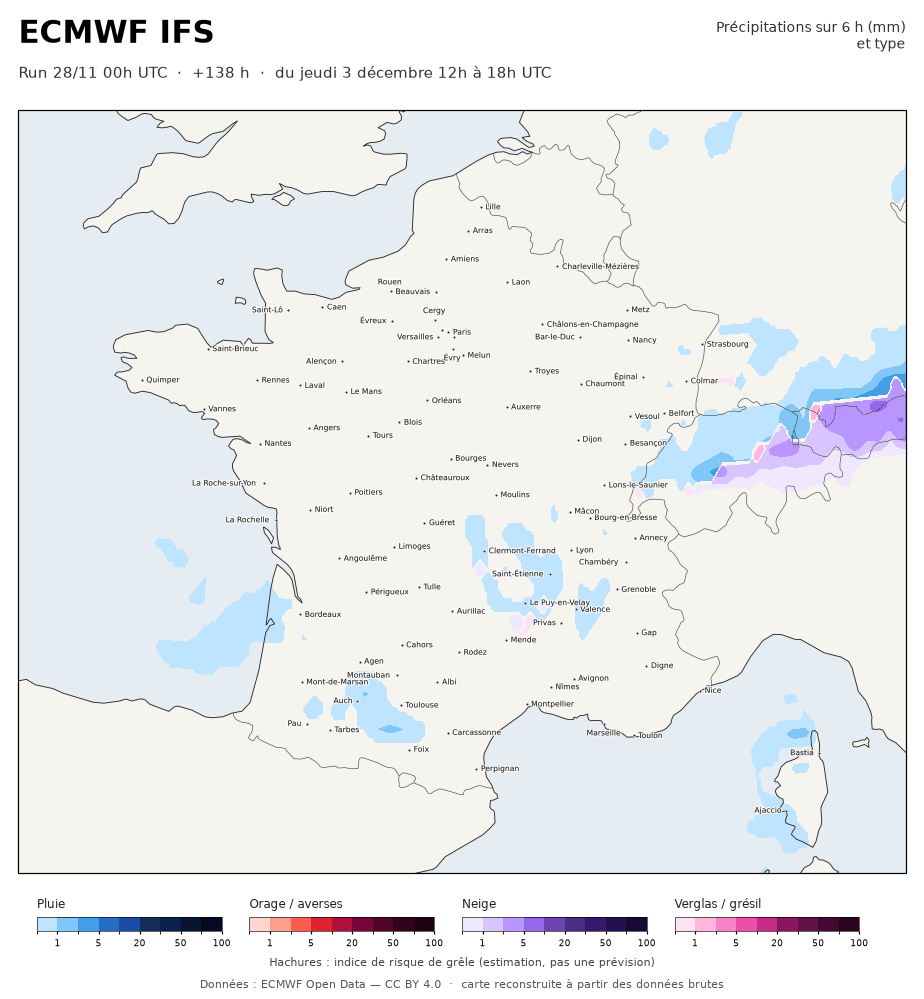 ECMWF IFS
Précipitations sur 6 h (mm)
et type
Run 28/11 00h UTC · +138 h · du jeudi 3 décembre 12h à 18h UTC
Lille
Arras
Amiens
Charleville-Mézières
Rouen
Laon
Beauvais
Saint-Lô
Caen
Cergy
Metz
Évreux
Châlons-en-Champagne
Paris
Versailles
Bar-le-Duc
Nancy
Strasbourg
Saint-Brieuc
Alençon
Chartres
Évry
Melun
Troyes
Épinal
Colmar
Quimper
Rennes
Laval
Chaumont
Le Mans
Orléans
Auxerre
Vannes
Vesoul
Belfort
Blois
Angers
Tours
Dijon
Besançon
Nantes
Bourges
Nevers
Châteauroux
La Roche-sur-Yon
Lons-le-Saunier
Poitiers
Moulins
Niort
Mâcon
La Rochelle
Guéret
Bourg-en-Bresse
Annecy
Limoges
Clermont-Ferrand
Lyon
Angoulême
Chambéry
Saint-Étienne
Périgueux
Tulle
Grenoble
Le Puy-en-Velay
Bordeaux
Aurillac
Valence
Privas
Gap
Cahors
Mende
Rodez
Agen
Digne
Montauban
Mont-de-Marsan
Albi
Avignon
Nîmes
Nice
Auch
Toulouse
Montpellier
Pau
Tarbes
Carcassonne
Marseille
Toulon
Foix
Bastia
Perpignan
Ajaccio
Pluie
Orage / averses
Neige
Verglas / grésil
1 5 20 50 100
1 5 20 50 100
1 5 20 50 100
1 5 20 50 100
Hachures : indice de risque de grêle (estimation, pas une prévision)
Données : ECMWF Open Data — CC BY 4.0 · carte reconstruite à partir des données brutes